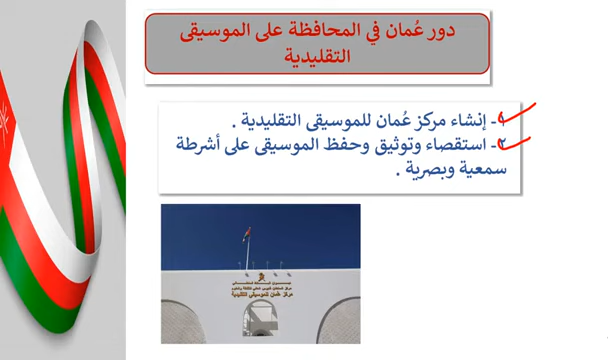 دور عُمان في المحافظة على الموسيقى
التقليدية
١- إنشاء مركز عُمان للموسيقى التقليدية .
٢- استقصاء وتوثيق وحفظ الموسيقى على أشرطة
سمعية وبصرية .
مركز عُمان للموسيقى التقليدية